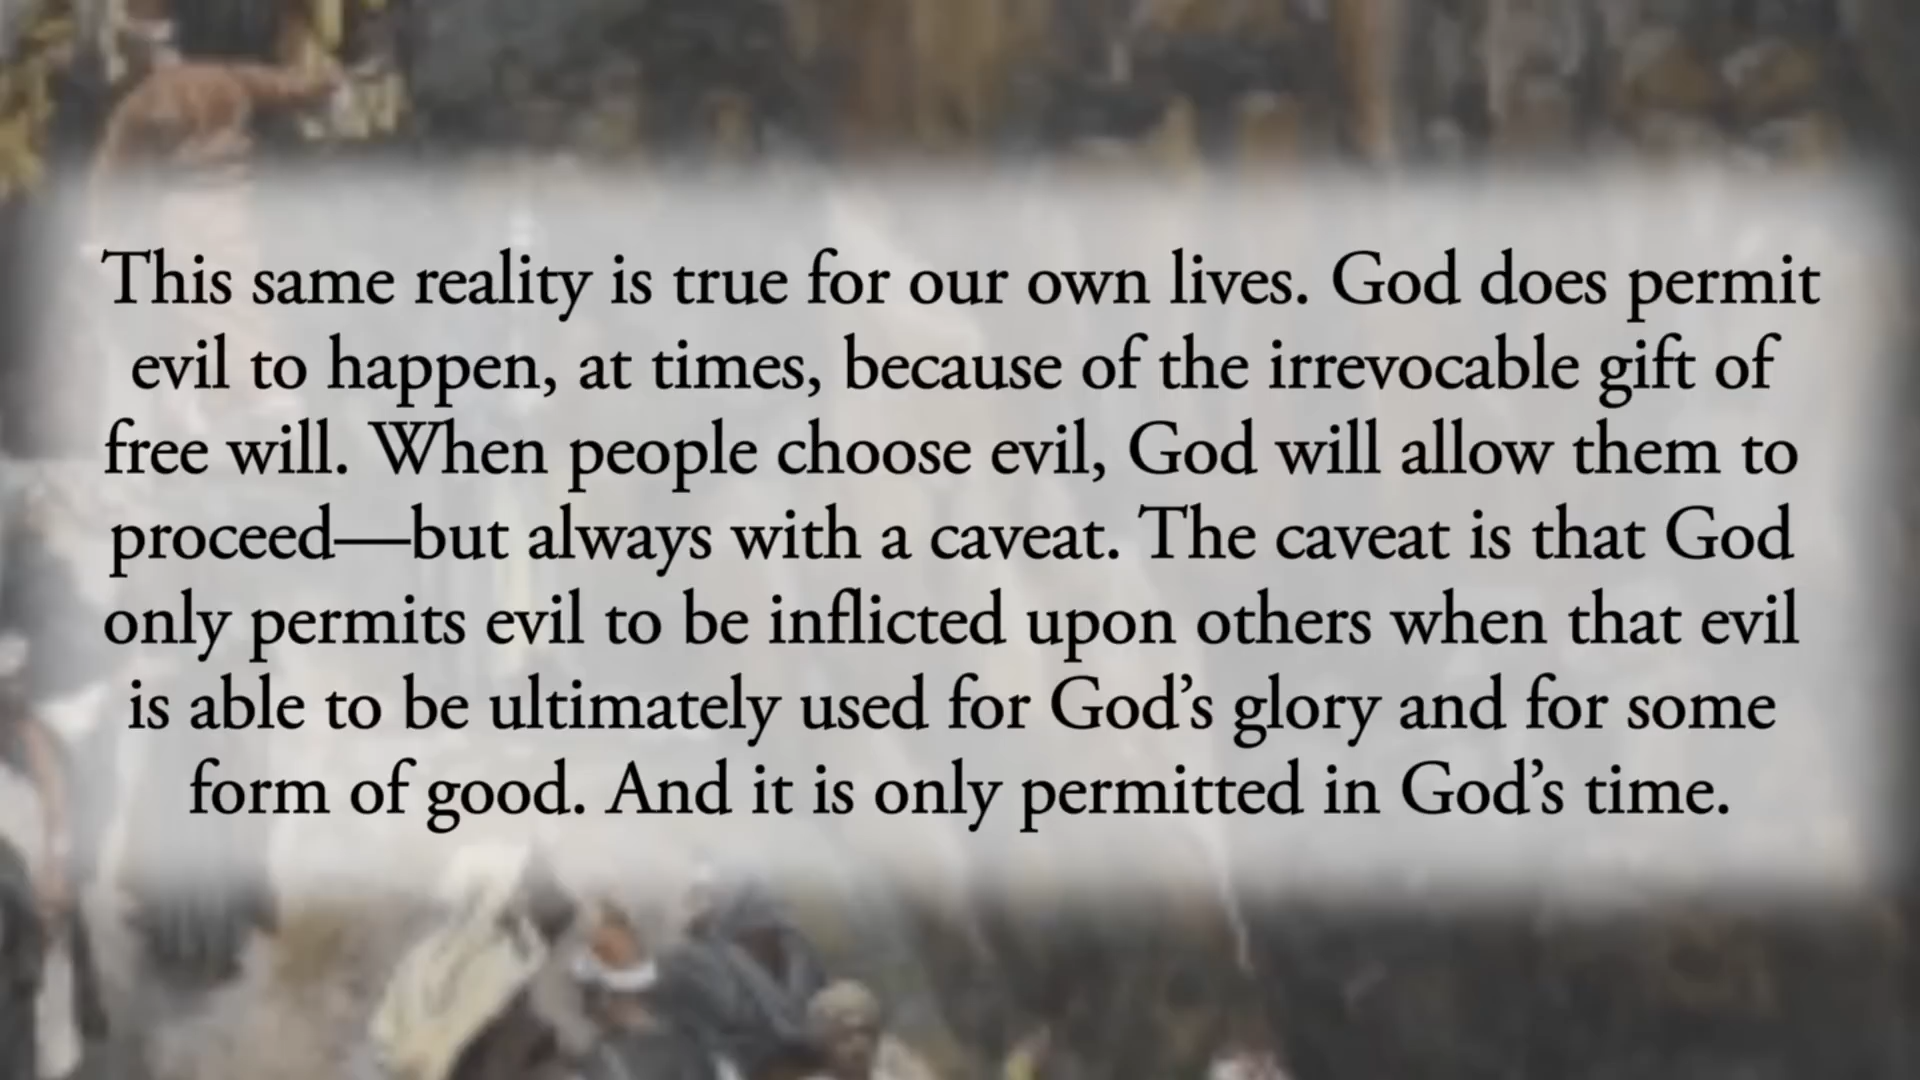 This same reality is true for our own lives. God does permit
evil to happen, at times, because of the irrevocable gift of
free will. When people choose evil, God will allow them to
proceed—but always with a caveat. The caveat is that God
only permits evil to be inflicted upon others when that evil
is able to be ultimately used for God’s glory and for some
form of good. And it is only permitted in God’s time.